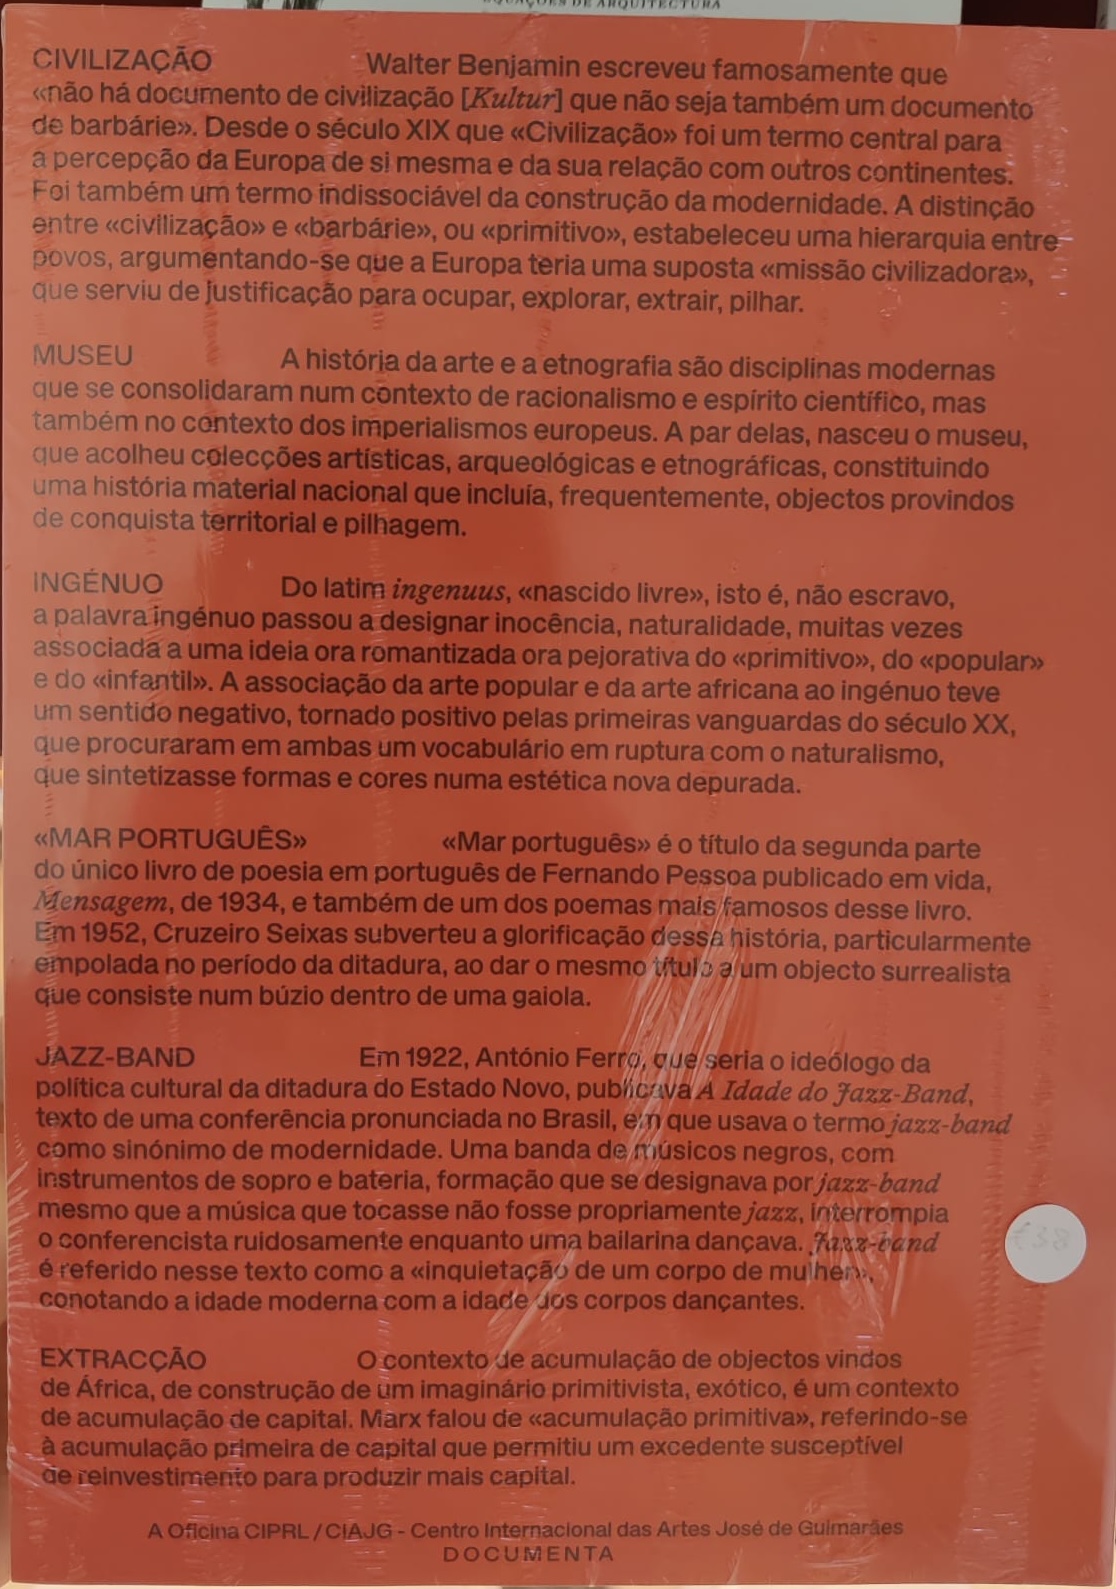 EQUAÇÕES DE ARQUITECTURA
CIVILIZAÇÃO Walter Benjamin escreveu famosamente que
«não há documento de civilização [Kultur] que não seja também um documento
de barbárie». Desde o século XIX que «Civilização» foi um termo central para
a percepção da Europa de si mesma e da sua relação com outros continentes.
Foi também um termo indissociável da construção da modernidade. A distinção
entre «civilização» e «barbárie», ou «primitivo», estabeleceu uma hierarquia entre
povos, argumentando-se que a Europa teria uma suposta «missão civilizadora»,
que serviu de justificação para ocupar, explorar, extrair, pilhar.
MUSEU A história da arte e a etnografia são disciplinas modernas
que se consolidaram num contexto de racionalismo e espírito científico, mas
também no contexto dos imperialismos europeus. A par delas, nasceu o museu,
que acolheu colecções artísticas, arqueológicas e etnográficas, constituindo
uma história material nacional que incluía, frequentemente, objectos provindos
de conquista territorial e pilhagem.
INGÉNUO Do latim ingenuus, «nascido livre», isto é, não escravo,
a palavra ingénuo passou a designar inocência, naturalidade, muitas vezes
associada a uma ideia ora romantizada ora pejorativa do «primitivo», do «popular»
e do «infantil». A associação da arte popular e da arte africana ao ingénuo teve
um sentido negativo, tornado positivo pelas primeiras vanguardas do século XX,
que procuraram em ambas um vocabulário em ruptura com o naturalismo,
que sintetizasse formas e cores numa estética nova depurada.
«MAR PORTUGUÊS» «Mar português» é o título da segunda parte
do único livro de poesia em português de Fernando Pessoa publicado em vida,
Mensagem, de 1934, e também de um dos poemas mais famosos desse livro.
Em 1952, Cruzeiro Seixas subverteu a glorificação dessa história, particularmente
empolada no período da ditadura, ao dar o mesmo título a um objecto surrealista
que consiste num búzio dentro de uma gaiola.
JAZZ-BAND Em 1922, António Ferro, que seria o ideólogo da
política cultural da ditadura do Estado Novo, publicava A Idade do Jazz-Band,
texto de uma conferência pronunciada no Brasil, em que usava o termo jazz-band
como sinónimo de modernidade. Uma banda de músicos negros, com
instrumentos de sopro e bateria, formação que se designava por jazz-band
mesmo que a música que tocasse não fosse propriamente jazz, interrompia
o conferencista ruidosamente enquanto uma bailarina dançava. Jazz-band
é referido nesse texto como a «inquietação de um corpo de mulher»,
conotando a idade moderna com a idade dos corpos dançantes.
EXTRACÇÃO O contexto de acumulação de objectos vindos
de África, de construção de um imaginário primitivista, exótico, é um contexto
de acumulação de capital. Marx falou de «acumulação primitiva», referindo-se
à acumulação primeira de capital que permitiu um excedente susceptível
de reinvestimento para produzir mais capital.
A Oficina CIPRL / CIAJG - Centro Internacional das Artes José de Guimarães
DOCUMENTA